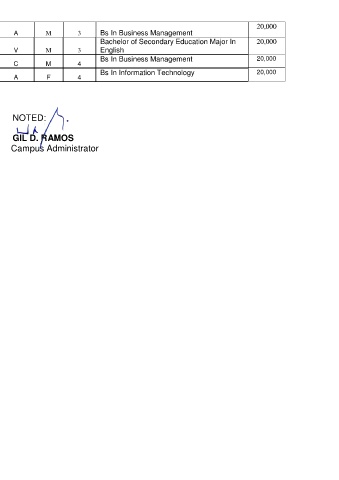 A M 3 Bs In Business Management 20,000
V M 3 Bachelor of Secondary Education Major In English 20,000
C M 4 Bs In Business Management 20,000
A F 4 Bs In Information Technology 20,000
NOTED:
GIL D. RAMOS
Campus Administrator